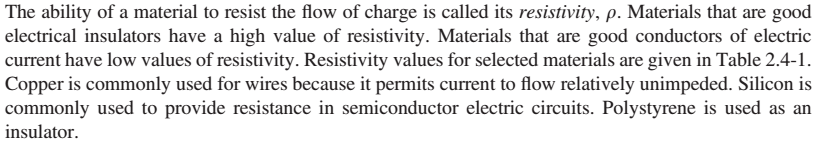 The ability of a material to resist the flow of charge is called its resistivity, ρ. Materials that are good
electrical insulators have a high value of resistivity. Materials that are good conductors of electric
current have low values of resistivity. Resistivity values for selected materials are given in Table 2.4-1.
Copper is commonly used for wires because it permits current to flow relatively unimpeded. Silicon is
commonly used to provide resistance in semiconductor electric circuits. Polystyrene is used as an
insulator.